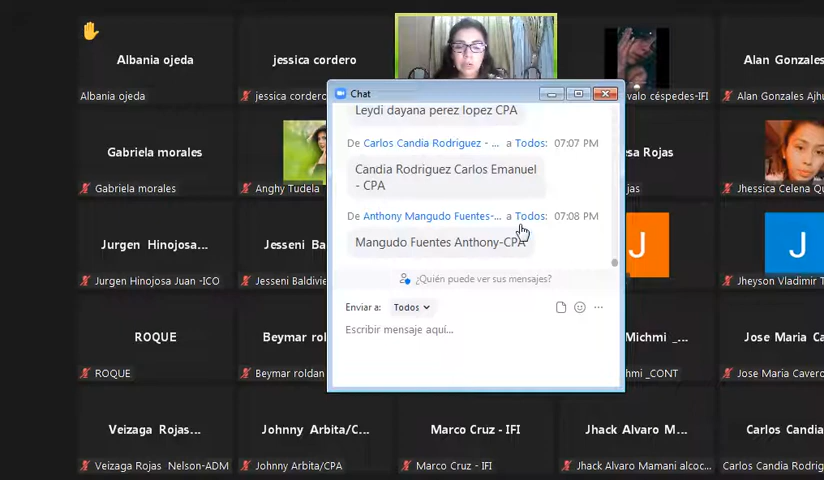 Albania ojeda
jessica cordero
Albania ojeda
jessica corderc
valo céspedes-IFI
Alan Gonzales
Alan Gonzales Ajhu
Chat
Leydi dayana perez lopez CPA
De Carlos Candia Rodriguez - ... a Todos: 07:07 PM
Candia Rodriguez Carlos Emanuel
- CPA
De Anthony Mangudo Fuentes-... a Todos: 07:08 PM
Mangudo Fuentes Anthony-CPA
¿Quién puede ver sus mensajes?
Enviar a: Todos
Escribir mensaje aquí...
Gabriela morales
Gabriela morales
Anghy Tudela
sa Rojas
jas
Jhessica Celena Qu
Jurgen Hinojosa...
Jesseni Baldiv
J
J
Jurgen Hinojosa Juan -ICO
Jesseni Baldivie
Jheyson Vladimir T
ROQUE
Beymar rol
Michmi _...
Jose Maria Ca
ROQUE
Beymar roldan
hmi _CONT
Jose Maria Cavero
Veizaga Rojas...
Johnny Arbita/C...
Marco Cruz - IFI
Jhack Alvaro M...
Carlos Candia
Veizaga Rojas Nelson-ADM
Johnny Arbita/CPA
Marco Cruz - IFI
Jhack Alvaro Mamani alcoc...
Carlos Candia Rodrig